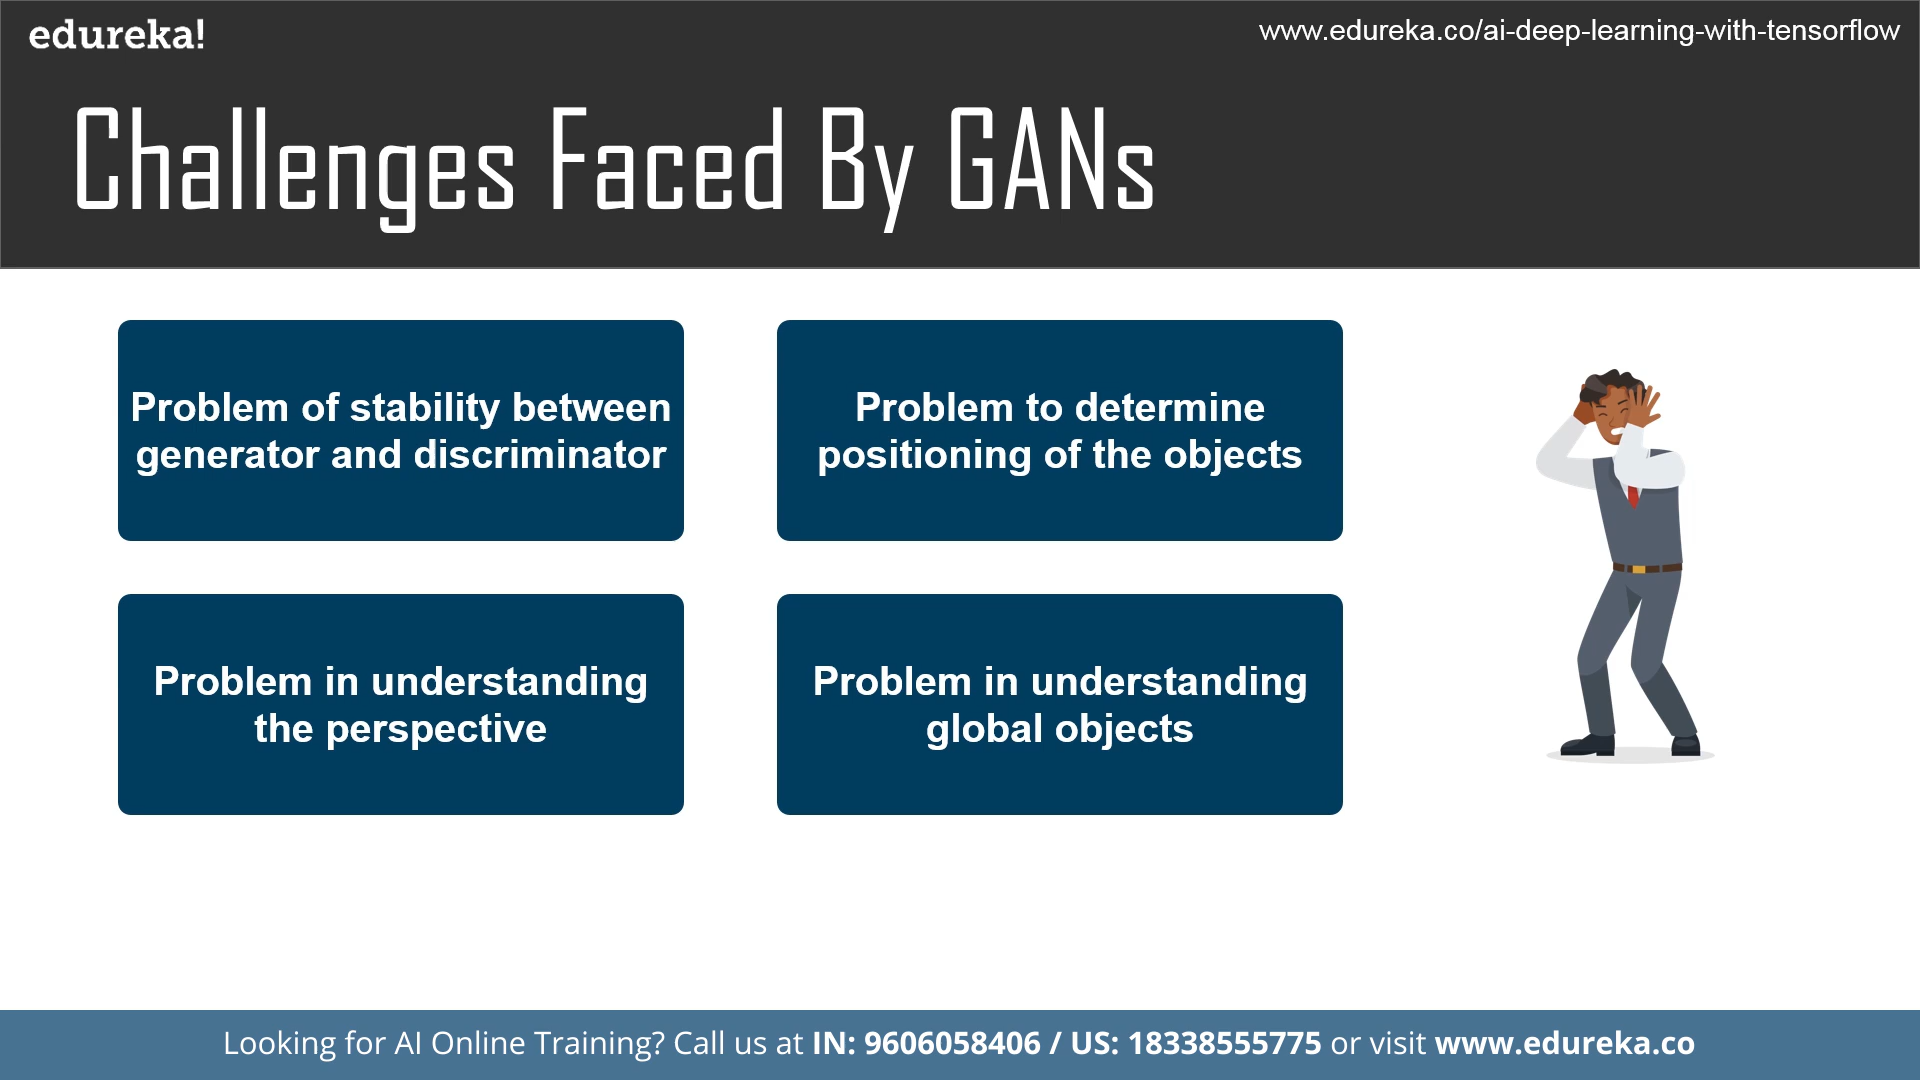 edureka!
www.edureka.co/ai-deep-learning-with-tensorflow
Challenges Faced By GANs
Problem of stability between
generator and discriminator
Problem to determine
positioning of the objects
Problem in understanding
the perspective
Problem in understanding
global objects
Looking for AI Online Training? Call us at IN: 9606058406 / US: 18338555775 or visit www.edureka.co